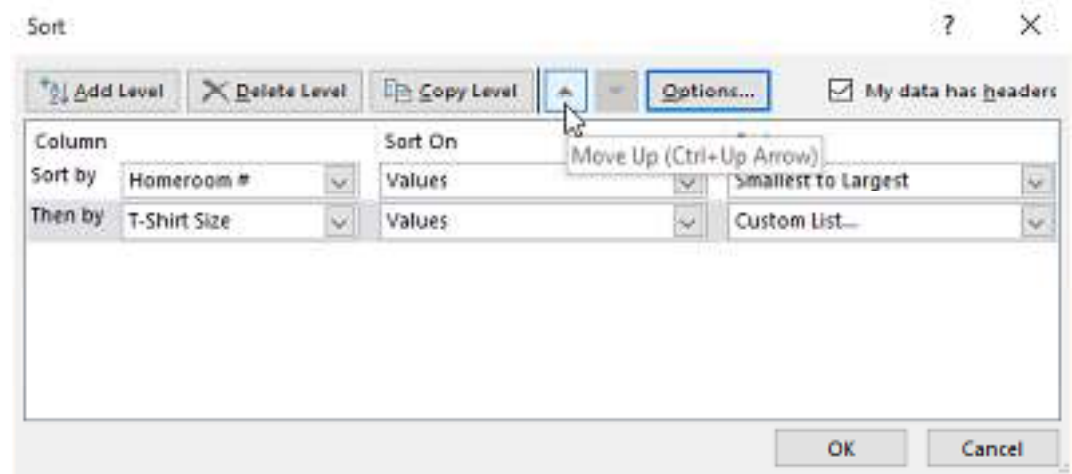 Sort ? X
Add Level Delete Level Copy Level Options... My data has headers
Column Sort On
Move Up (Ctrl+Up Arrow)
Sort by Homeroom # Values Smallest to Largest
Then by T-Shirt Size Values Custom List...
OK Cancel